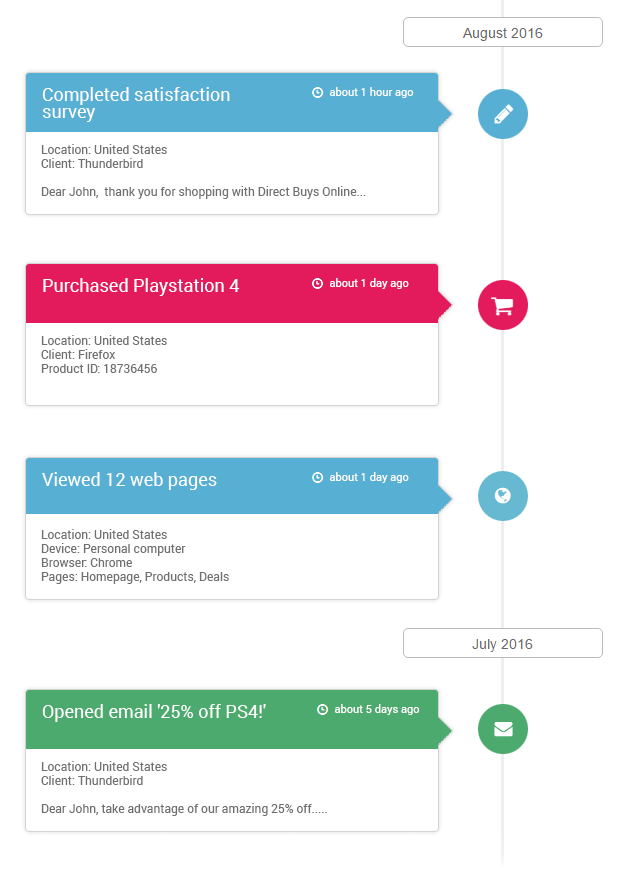 August 2016
Completed satisfaction
survey
about 1 hour ago
Location: United States
Client: Thunderbird
Dear John, thank you for shopping with Direct Buys Online...
Purchased Playstation 4
about 1 day ago
Location: United States
Client: Firefox
Product ID: 18736456
Viewed 12 web pages
about 1 day ago
Location: United States
Device: Personal computer
Browser: Chrome
Pages: Homepage, Products, Deals
July 2016
Opened email '25% off PS4!'
about 5 days ago
Location: United States
Client: Thunderbird
Dear John, take advantage of our amazing 25% off.....